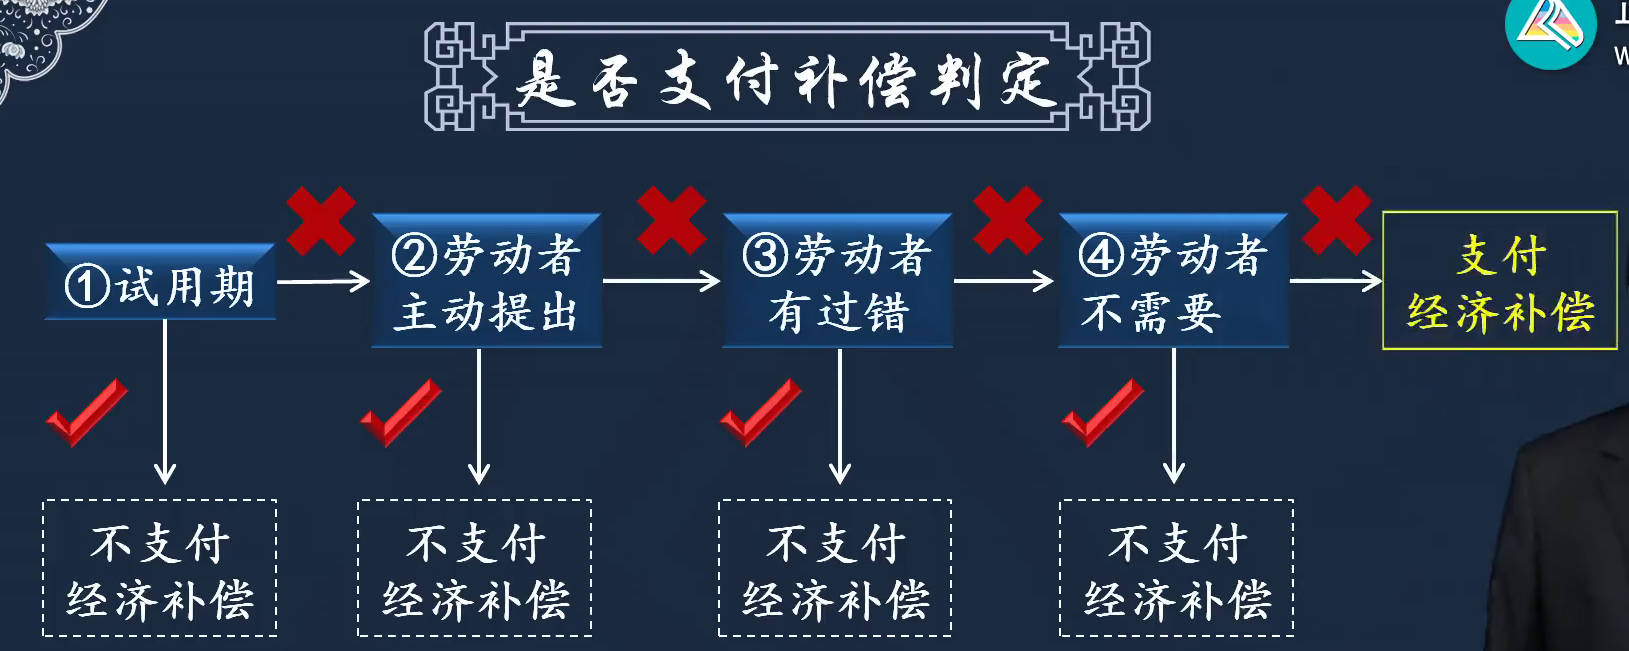 是否支付补偿判定
①试用期
②劳动者
主动提出
③劳动者
有过错
④劳动者
不需要
支付
经济补偿
不支付
经济补偿
不支付
经济补偿
不支付
经济补偿
不支付
经济补偿